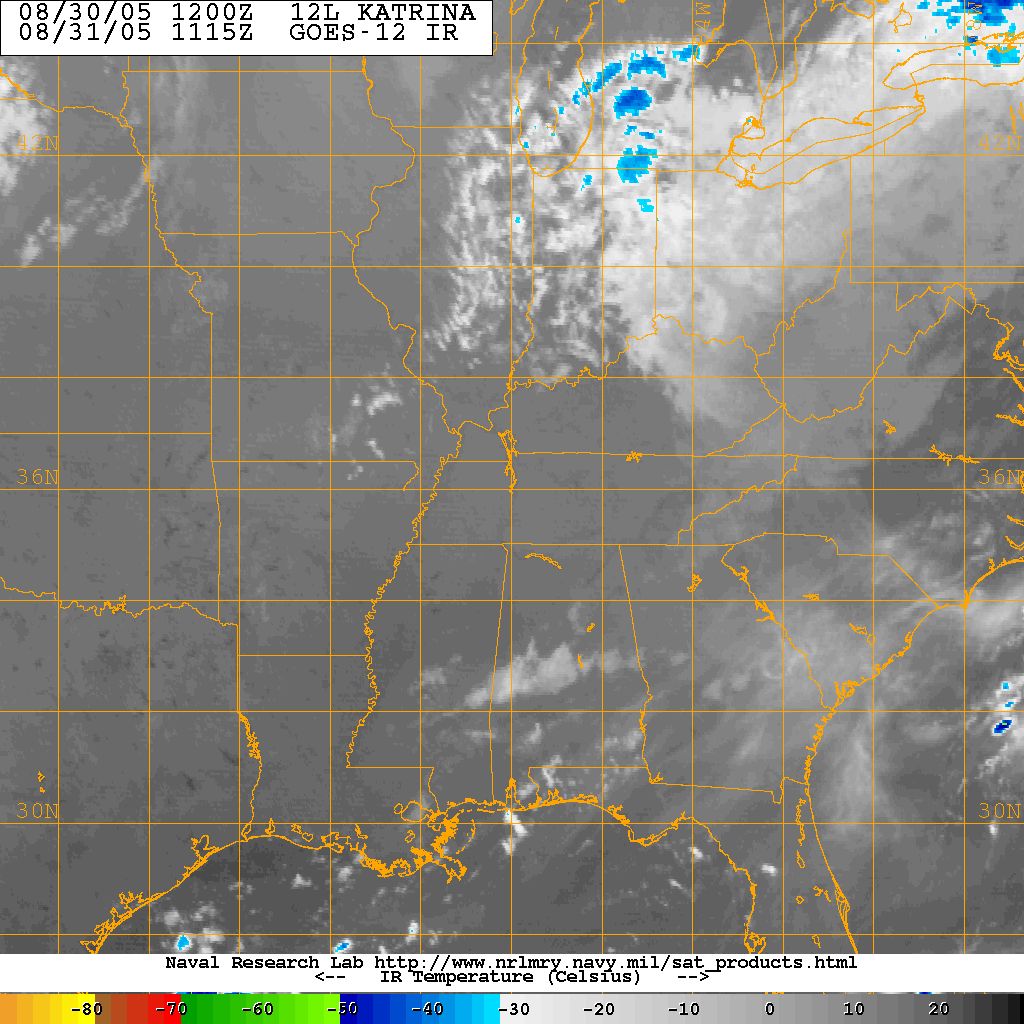 08/30/05 1200Z 12L KATRINA
08/31/05 1115Z GOES-12 IR
42N 42N
36N 36N
30N 30N
Naval Research Lab http://www.nrlmry.navy.mil/sat_products.html
<-- IR Temperature (Celsius) -->
-80 -70 -60 -50 -40 -30 -20 -10 0 10 20